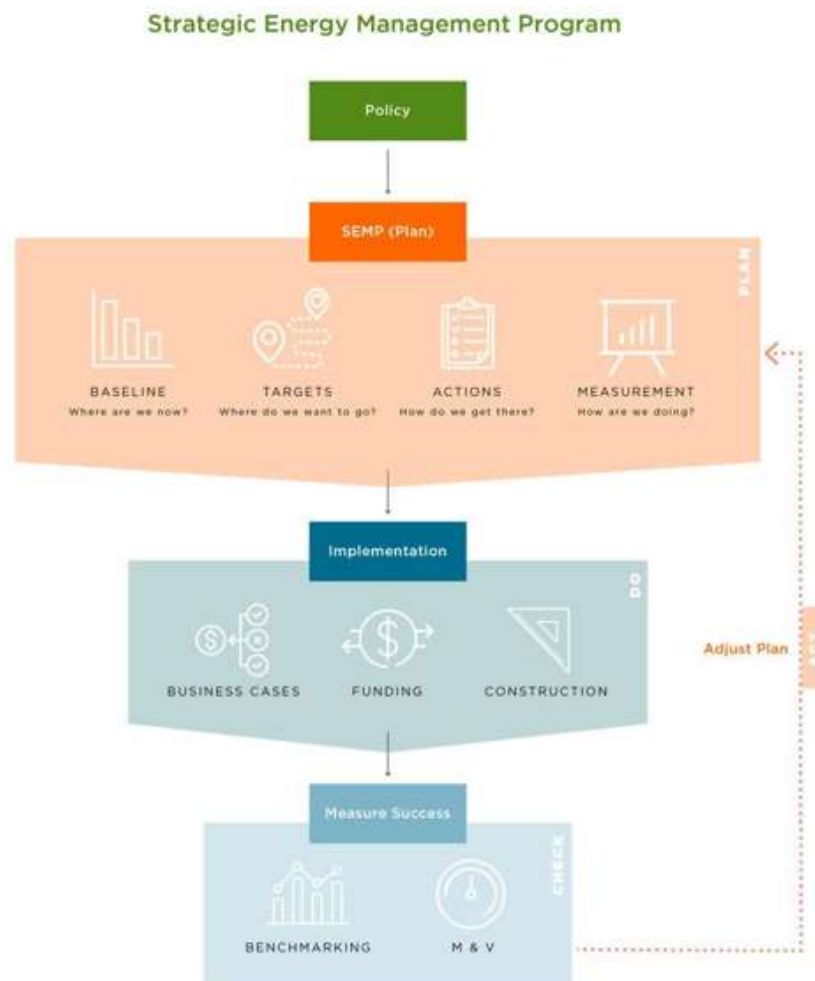 Strategic Energy Management Program
Policy
SEMP (Plan)
PLAN
BASELINE
Where are we now?
TARGETS
Where do we want to go?
ACTIONS
How do we get there?
MEASUREMENT
How are we doing?
Implementation
DO
BUSINESS CASES
FUNDING
CONSTRUCTION
Adjust Plan
ACT
Measure Success
CHECK
BENCHMARKING
M & V